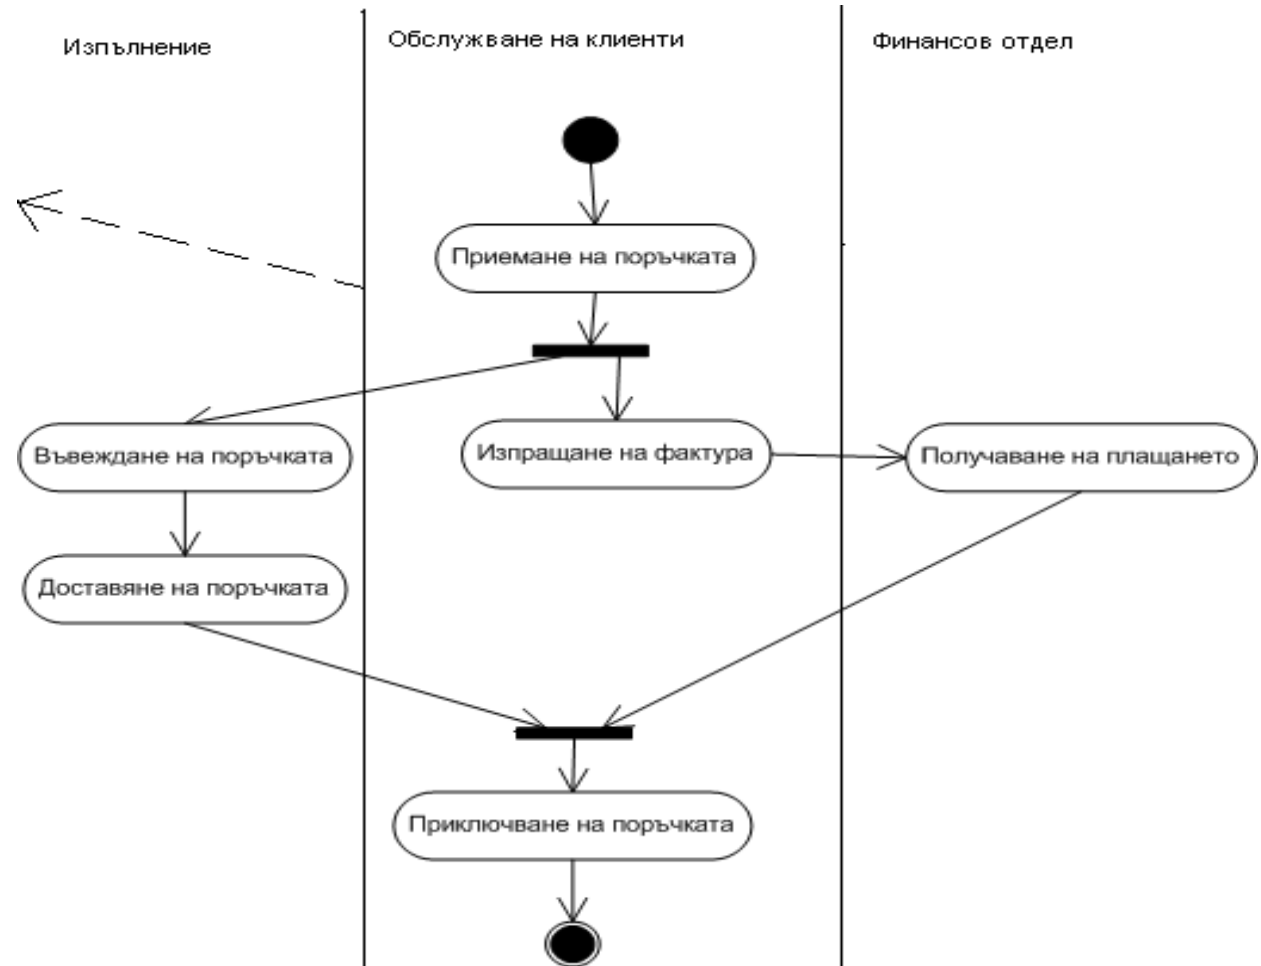 Изпълнение
Обслужване на клиенти
Финансов отдел
Приемане на поръчката
Въвеждане на поръчката
Изпращане на фактура
Получаване на плащането
Доставяне на поръчката
Приключване на поръчката